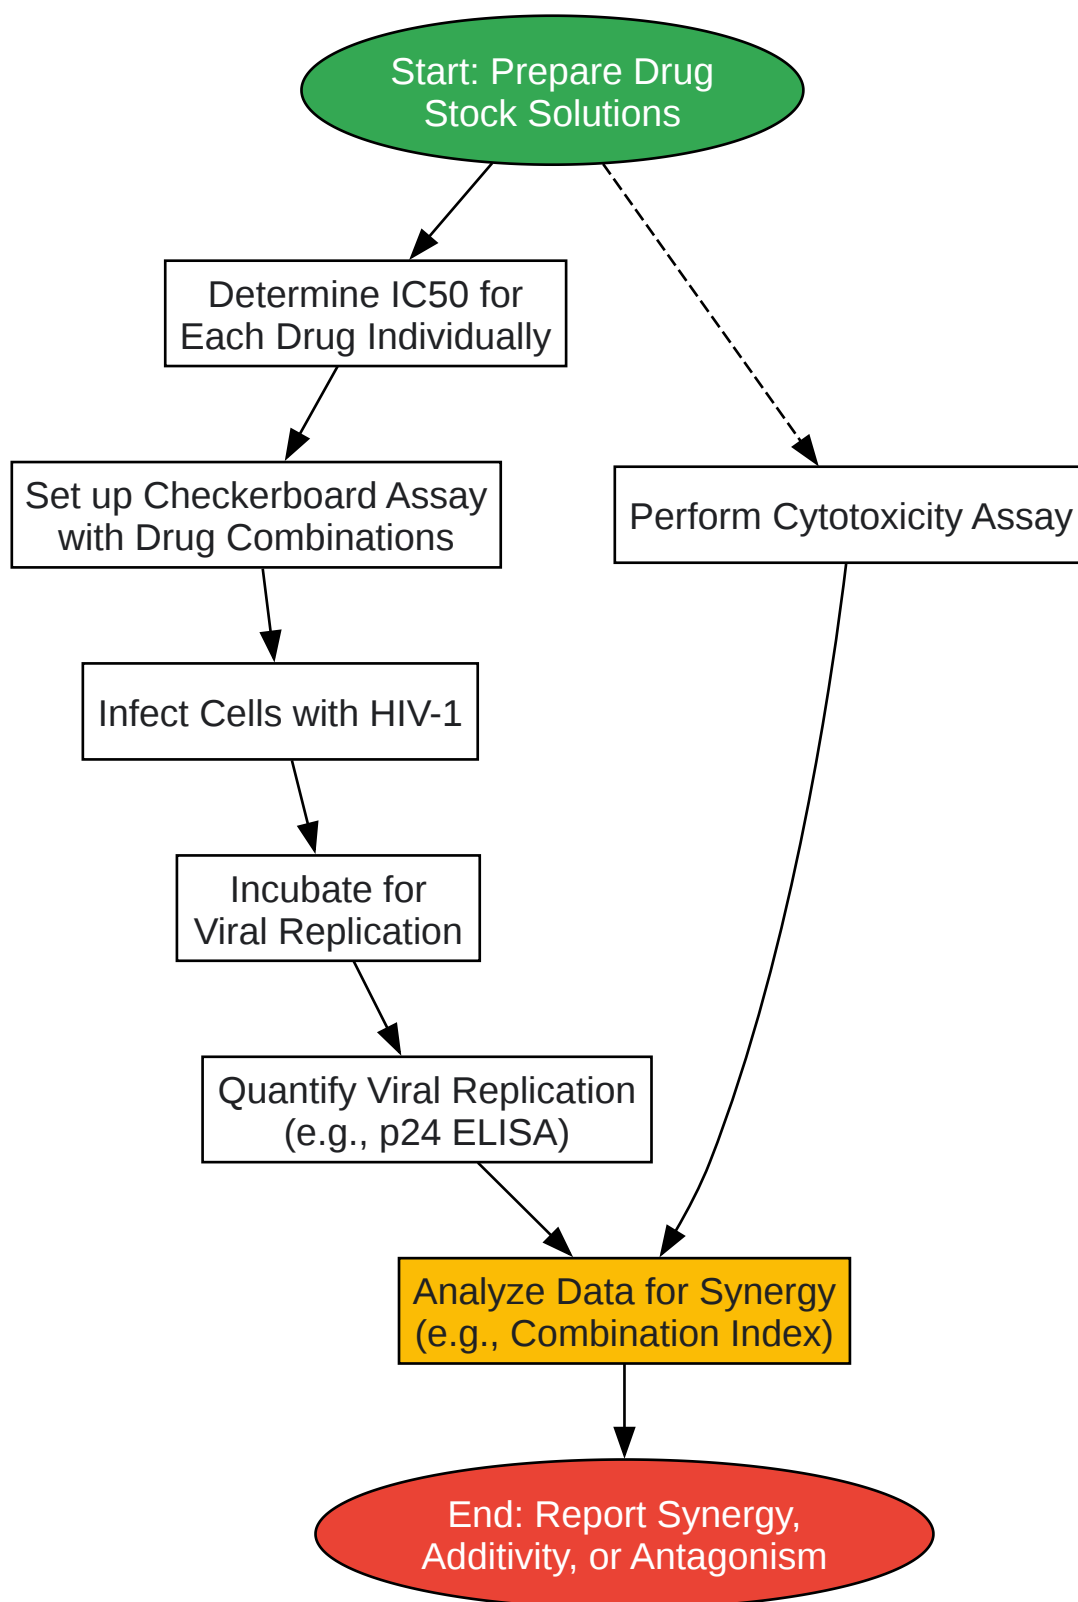 Start: Prepare Drug
Stock Solutions
Determine IC50 for
Each Drug Individually
Set up Checkerboard Assay
with Drug Combinations
Perform Cytotoxicity Assay
Infect Cells with HIV-1
Incubate for
Viral Replication
Quantify Viral Replication
(e.g., p24 ELISA)
Analyze Data for Synergy
(e.g., Combination Index)
End: Report Synergy,
Additivity, or Antagonism